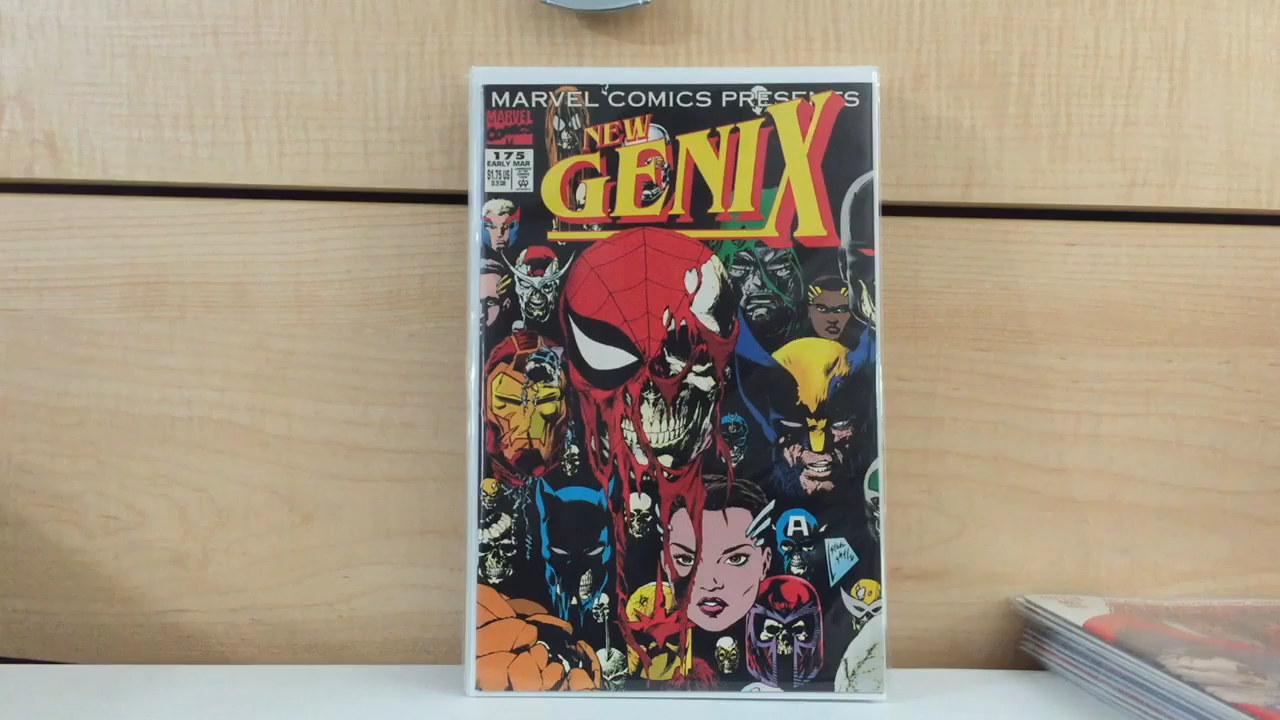 MARVEL COMICS PRESENTS
MARVEL
COMICS
NEW
GENIX
175
EARLY MAR
$1.75 US
A